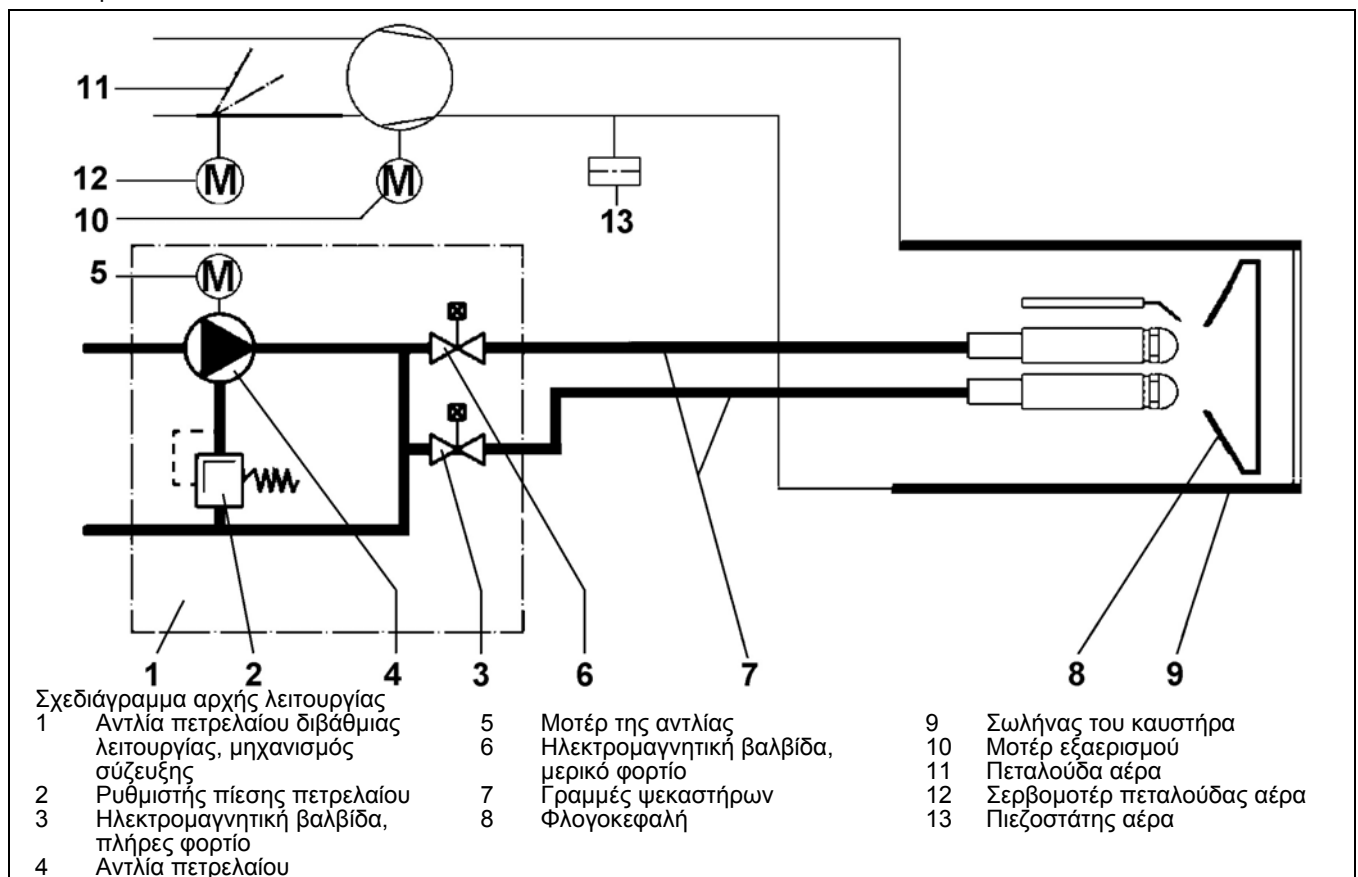 11
12
M
M
10
13
5
M
1
2
4
3
6
7
8
9
Σχεδιάγραμμα αρχής λειτουργίας
1 Αντλία πετρελαίου διβάθμιας
λειτουργίας, μηχανισμός
σύζευξης
2 Ρυθμιστής πίεσης πετρελαίου
3 Ηλεκτρομαγνητική βαλβίδα,
πλήρες φορτίο
4 Αντλία πετρελαίου
5 Μοτέρ της αντλίας
6 Ηλεκτρομαγνητική βαλβίδα,
μερικό φορτίο
7 Γραμμές ψεκαστήρων
8 Φλογοκεφαλή
9 Σωλήνας του καυστήρα
10 Μοτέρ εξαερισμού
11 Πεταλούδα αέρα
12 Σερβομοτέρ πεταλούδας αέρα
13 Πιεζοστάτης αέρα